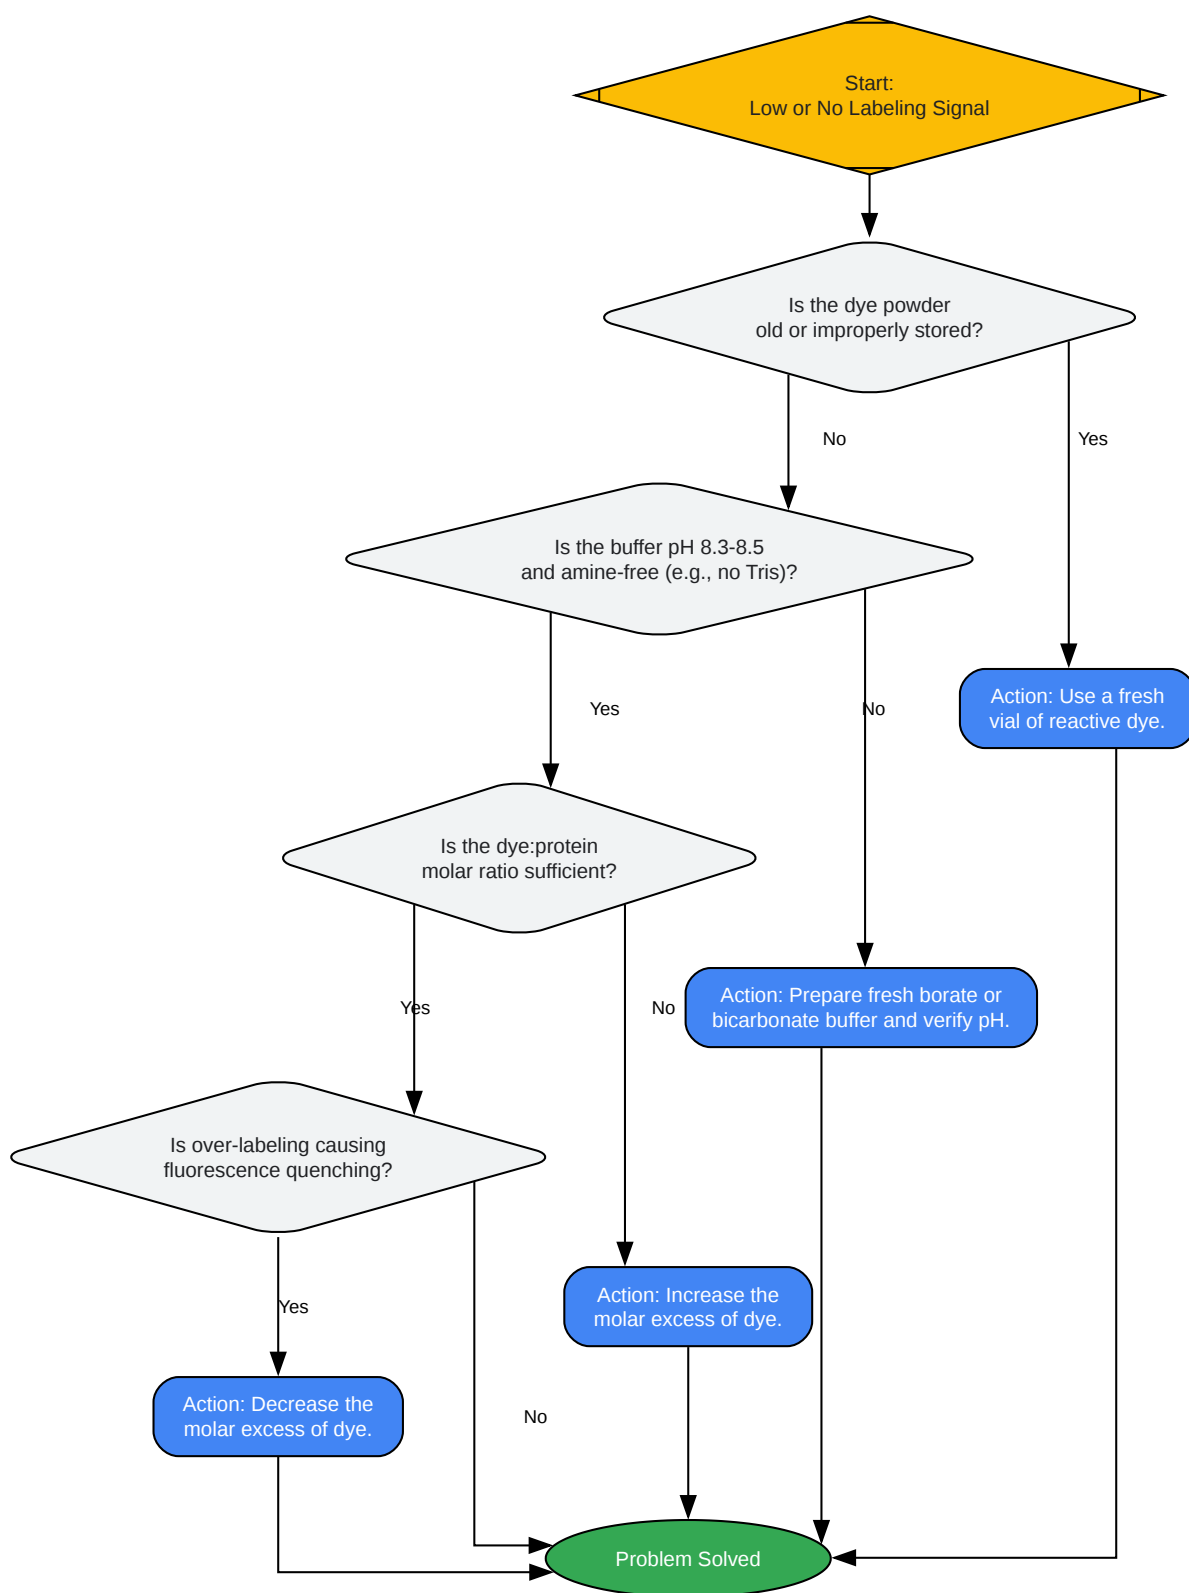 Start:
Low or No Labeling Signal
Is the dye powder
old or improperly stored?
No
Yes
Is the buffer pH 8.3-8.5
and amine-free (e.g., no Tris)?
Yes
No
Action: Use a fresh
vial of reactive dye.
Is the dye:protein
molar ratio sufficient?
Yes
No
Action: Prepare fresh borate or
bicarbonate buffer and verify pH.
Is over-labeling causing
fluorescence quenching?
Yes
Action: Increase the
molar excess of dye.
Action: Decrease the
molar excess of dye.
No
Problem Solved